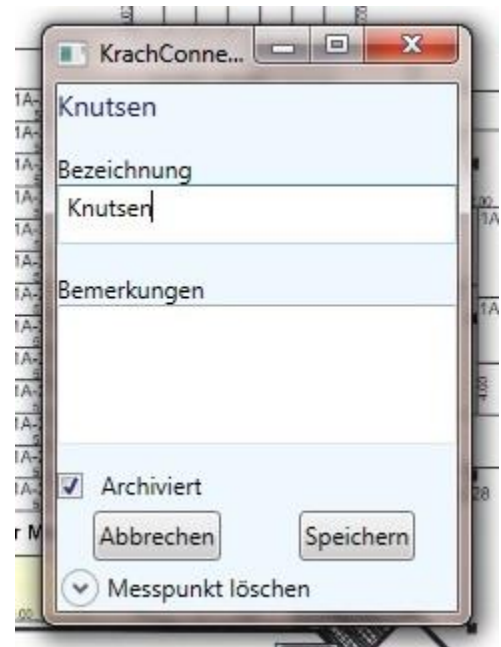 KrachConne...
Knutsen
Bezeichnung
Knutsen
Bemerkungen
Archiviert
Abbrechen Speichern
Messpunkt löschen